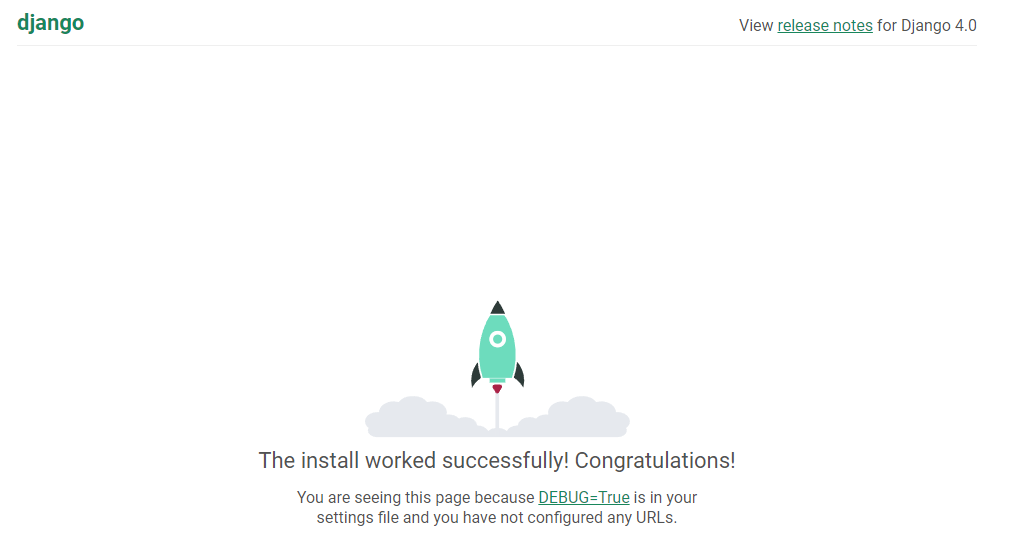 django
View release notes for Django 4.0
The install worked successfully! Congratulations!
You are seeing this page because DEBUG=True is in your
settings file and you have not configured any URLs.